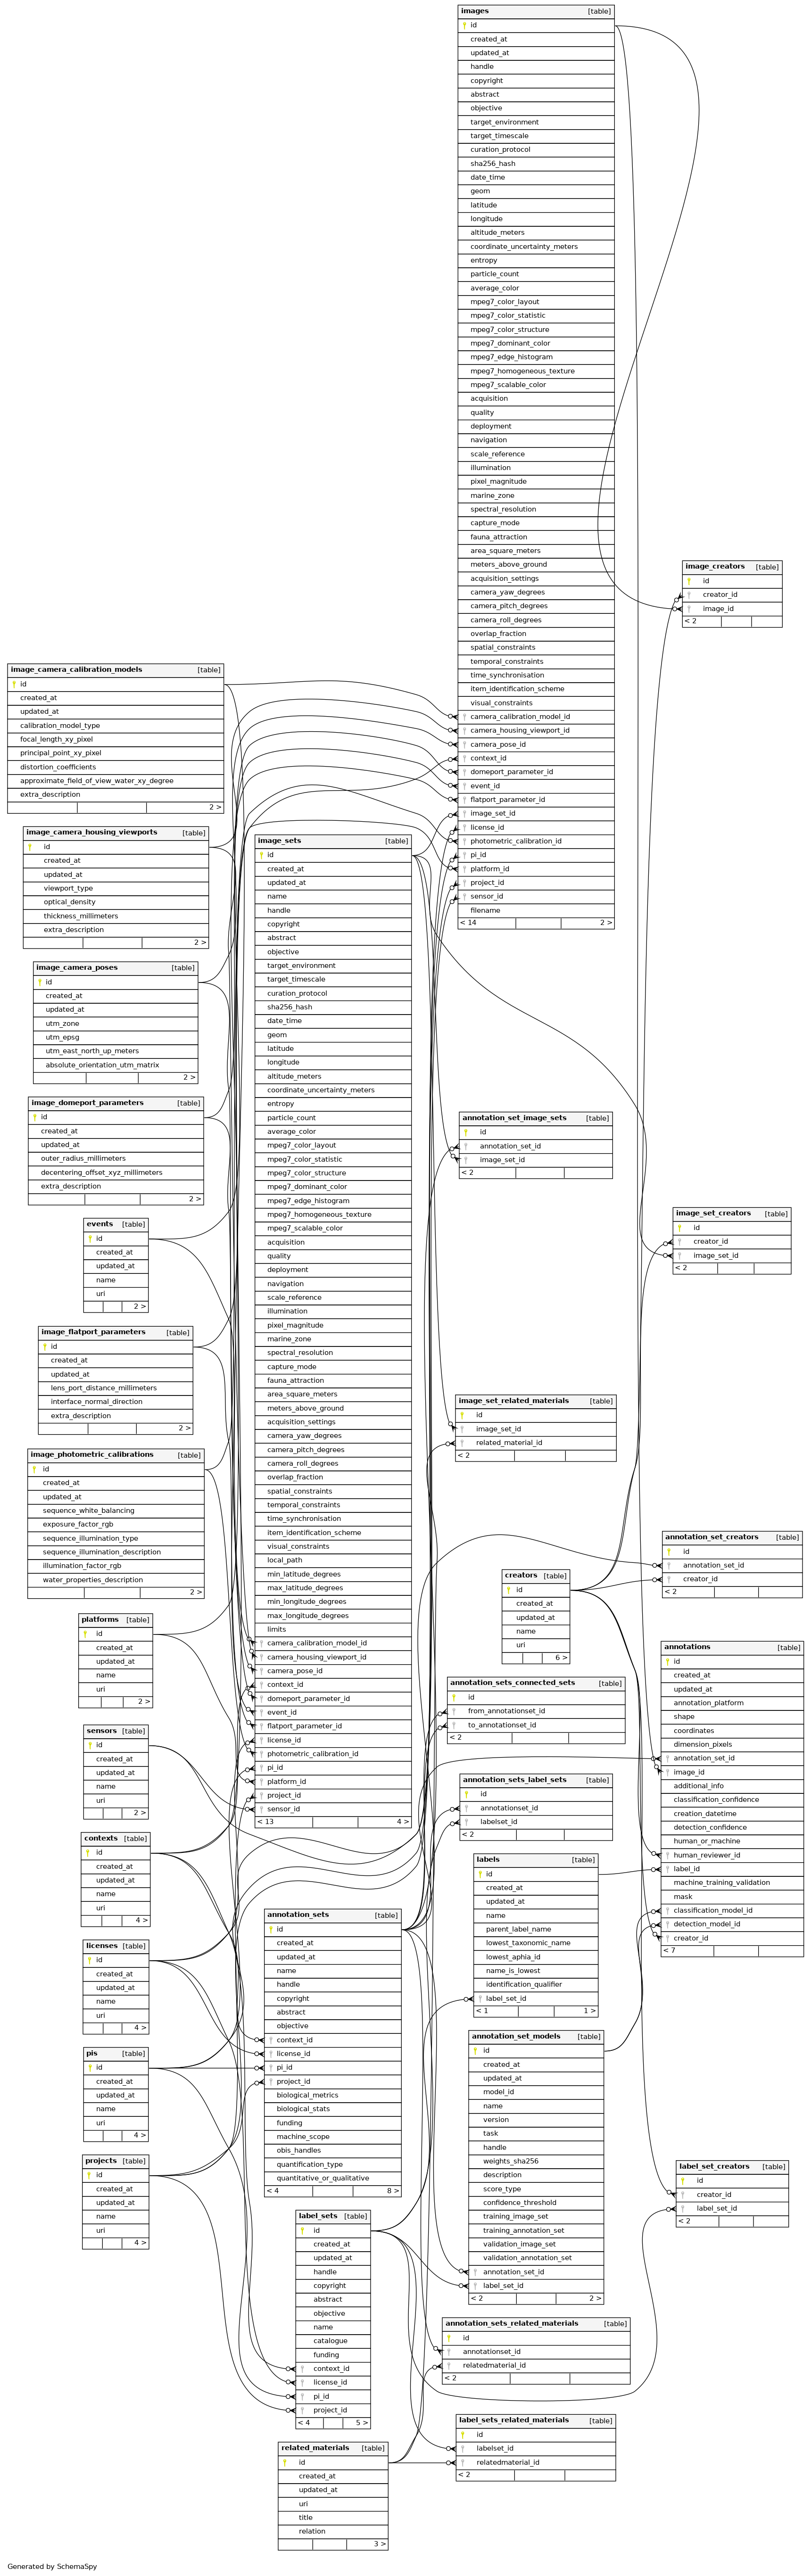 images [table]
id
created_at
updated_at
handle
copyright
abstract
objective
target_environment
target_timescale
curation_protocol
sha256_hash
date_time
geom
latitude
longitude
altitude_meters
coordinate_uncertainty_meters
entropy
particle_count
average_color
mpeg7_color_layout
mpeg7_color_statistic
mpeg7_color_structure
mpeg7_dominant_color
mpeg7_edge_histogram
mpeg7_homogeneous_texture
mpeg7_scalable_color
acquisition
quality
deployment
navigation
scale_reference
illumination
pixel_magnitude
marine_zone
spectral_resolution
capture_mode
fauna_attraction
area_square_meters
meters_above_ground
acquisition_settings
camera_yaw_degrees
camera_pitch_degrees
camera_roll_degrees
overlap_fraction
spatial_constraints
temporal_constraints
time_synchronisation
item_identification_scheme
visual_constraints
camera_calibration_model_id
camera_housing_viewport_id
camera_pose_id
context_id
domeport_parameter_id
event_id
flatport_parameter_id
image_set_id
license_id
photometric_calibration_id
pi_id
platform_id
project_id
sensor_id
filename
< 14 2 >
image_creators [table]
id
creator_id
image_id
< 2
image_camera_calibration_models [table]
id
created_at
updated_at
calibration_model_type
focal_length_xy_pixel
principal_point_xy_pixel
distortion_coefficients
approximate_field_of_view_water_xy_degree
extra_description
2 >
image_camera_housing_viewports [table]
id
created_at
updated_at
viewport_type
optical_density
thickness_millimeters
extra_description
2 >
image_camera_poses [table]
id
created_at
updated_at
utm_zone
utm_epsg
utm_east_north_up_meters
absolute_orientation_utm_matrix
2 >
image_domeport_parameters [table]
id
created_at
updated_at
outer_radius_millimeters
decentering_offset_xyz_millimeters
extra_description
2 >
events [table]
id
created_at
updated_at
name
uri
2 >
image_flatport_parameters [table]
id
created_at
updated_at
lens_port_distance_millimeters
interface_normal_direction
extra_description
2 >
image_photometric_calibrations [table]
id
created_at
updated_at
sequence_white_balancing
exposure_factor_rgb
sequence_illumination_type
sequence_illumination_description
illumination_factor_rgb
water_properties_description
2 >
platforms [table]
id
created_at
updated_at
name
uri
2 >
sensors [table]
id
created_at
updated_at
name
uri
2 >
contexts [table]
id
created_at
updated_at
name
uri
4 >
licenses [table]
id
created_at
updated_at
name
uri
4 >
pis [table]
id
created_at
updated_at
name
uri
4 >
projects [table]
id
created_at
updated_at
name
uri
4 >
image_sets [table]
id
created_at
updated_at
name
handle
copyright
abstract
objective
target_environment
target_timescale
curation_protocol
sha256_hash
date_time
geom
latitude
longitude
altitude_meters
coordinate_uncertainty_meters
entropy
particle_count
average_color
mpeg7_color_layout
mpeg7_color_statistic
mpeg7_color_structure
mpeg7_dominant_color
mpeg7_edge_histogram
mpeg7_homogeneous_texture
mpeg7_scalable_color
acquisition
quality
deployment
navigation
scale_reference
illumination
pixel_magnitude
marine_zone
spectral_resolution
capture_mode
fauna_attraction
area_square_meters
meters_above_ground
acquisition_settings
camera_yaw_degrees
camera_pitch_degrees
camera_roll_degrees
overlap_fraction
spatial_constraints
temporal_constraints
time_synchronisation
item_identification_scheme
visual_constraints
local_path
min_latitude_degrees
max_latitude_degrees
min_longitude_degrees
max_longitude_degrees
limits
camera_calibration_model_id
camera_housing_viewport_id
camera_pose_id
context_id
domeport_parameter_id
event_id
flatport_parameter_id
license_id
photometric_calibration_id
pi_id
platform_id
project_id
sensor_id
< 13 4 >
annotation_sets [table]
id
created_at
updated_at
name
handle
copyright
abstract
objective
context_id
license_id
pi_id
project_id
biological_metrics
biological_stats
funding
machine_scope
obis_handles
quantification_type
quantitative_or_qualitative
< 4 8 >
label_sets [table]
id
created_at
updated_at
handle
copyright
abstract
objective
name
catalogue
funding
context_id
license_id
pi_id
project_id
< 4 5 >
related_materials [table]
id
created_at
updated_at
uri
title
relation
3 >
annotation_set_image_sets [table]
id
annotation_set_id
image_set_id
< 2
image_set_related_materials [table]
id
image_set_id
related_material_id
< 2
creators [table]
id
created_at
updated_at
name
uri
6 >
annotation_sets_connected_sets [table]
id
from_annotationset_id
to_annotationset_id
< 2
annotation_sets_label_sets [table]
id
annotationset_id
labelset_id
< 2
labels [table]
id
created_at
updated_at
name
parent_label_name
lowest_taxonomic_name
lowest_aphia_id
name_is_lowest
identification_qualifier
label_set_id
< 1 1 >
annotation_set_models [table]
id
created_at
updated_at
model_id
name
version
task
handle
weights_sha256
description
score_type
confidence_threshold
training_image_set
training_annotation_set
validation_image_set
validation_annotation_set
annotation_set_id
label_set_id
< 2 2 >
annotation_sets_related_materials [table]
id
annotationset_id
relatedmaterial_id
< 2
label_sets_related_materials [table]
id
labelset_id
relatedmaterial_id
< 2
image_set_creators [table]
id
creator_id
image_set_id
< 2
annotation_set_creators [table]
id
annotation_set_id
creator_id
< 2
annotations [table]
id
created_at
updated_at
annotation_platform
shape
coordinates
dimension_pixels
annotation_set_id
image_id
additional_info
classification_confidence
creation_datetime
detection_confidence
human_or_machine
human_reviewer_id
label_id
machine_training_validation
mask
classification_model_id
detection_model_id
creator_id
< 7
label_set_creators [table]
id
creator_id
label_set_id
< 2
Generated by SchemaSpy